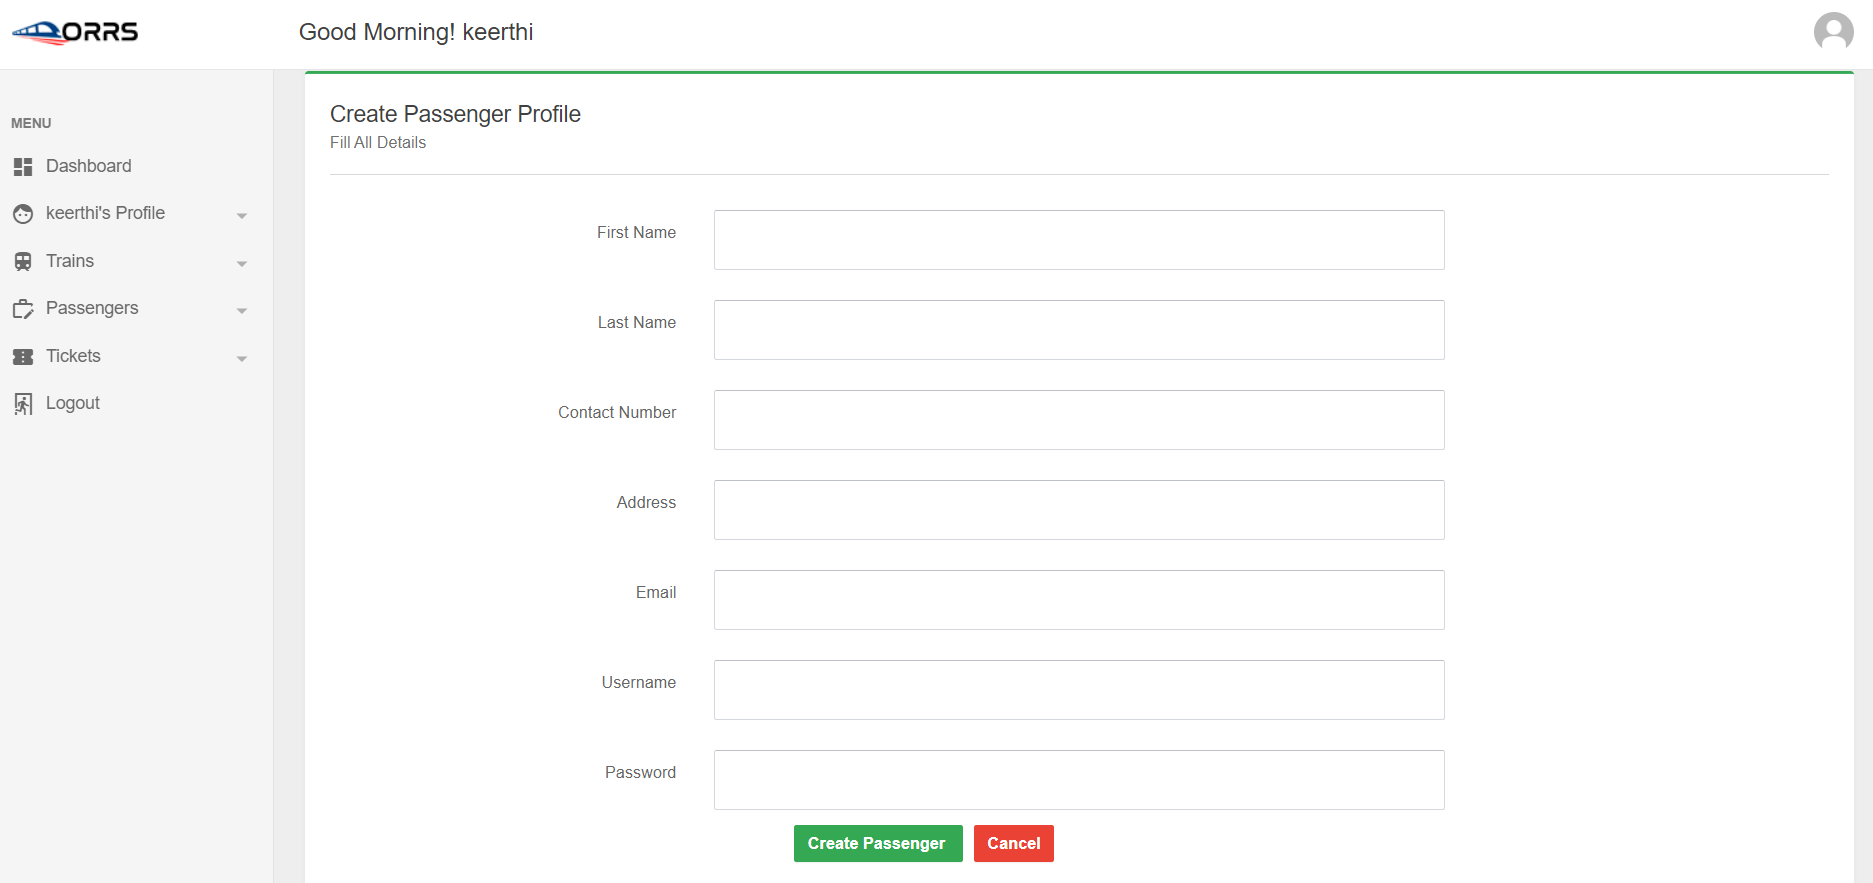 ORRS
Good Morning! keerthi
MENU
Dashboard
keerthi's Profile
Trains
Passengers
Tickets
Logout
Create Passenger Profile
Fill All Details
First Name
Last Name
Contact Number
Address
Email
Username
Password
Create Passenger
Cancel